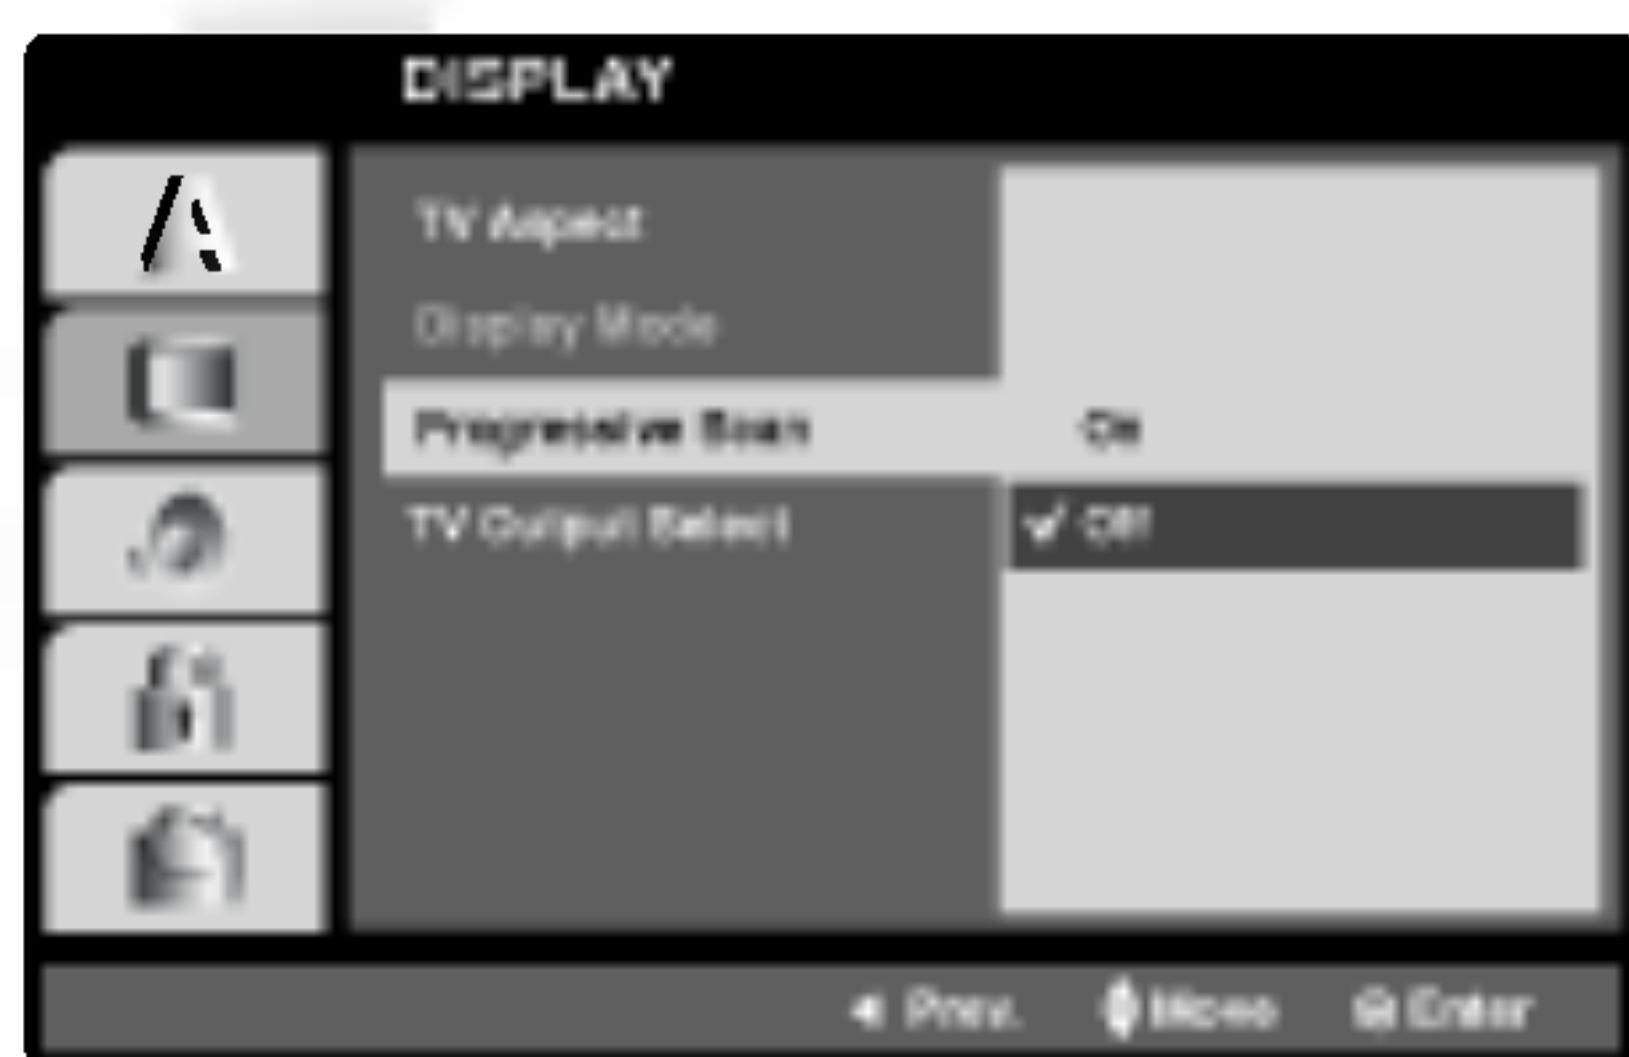 DISPLAY
TV Aspect
Display Mode
Progressive Scan On
TV Output Select ✓ Off
◄ Prev. Move Enter